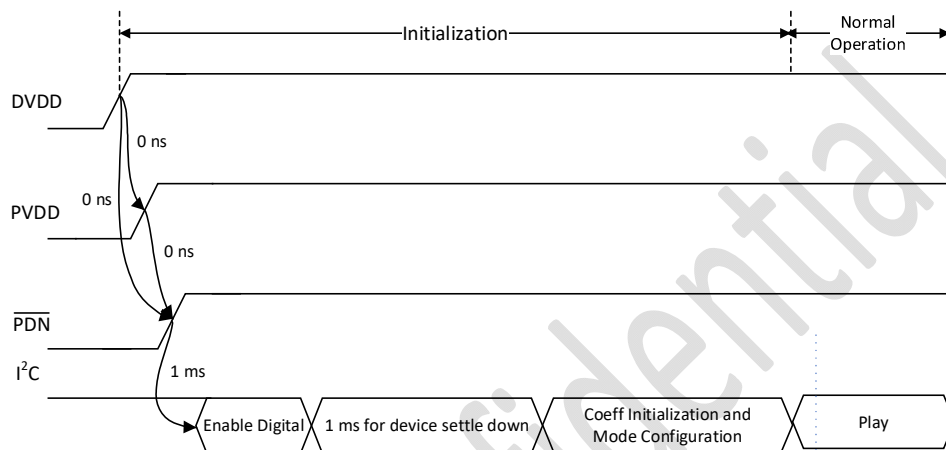 Initialization
Normal
Operation
DVDD
0 ns
0 ns
PVDD
0 ns
PDN
I²C
1 ms
Enable Digital
1 ms for device settle down
Coeff Initialization and
Mode Configuration
Play
fidential